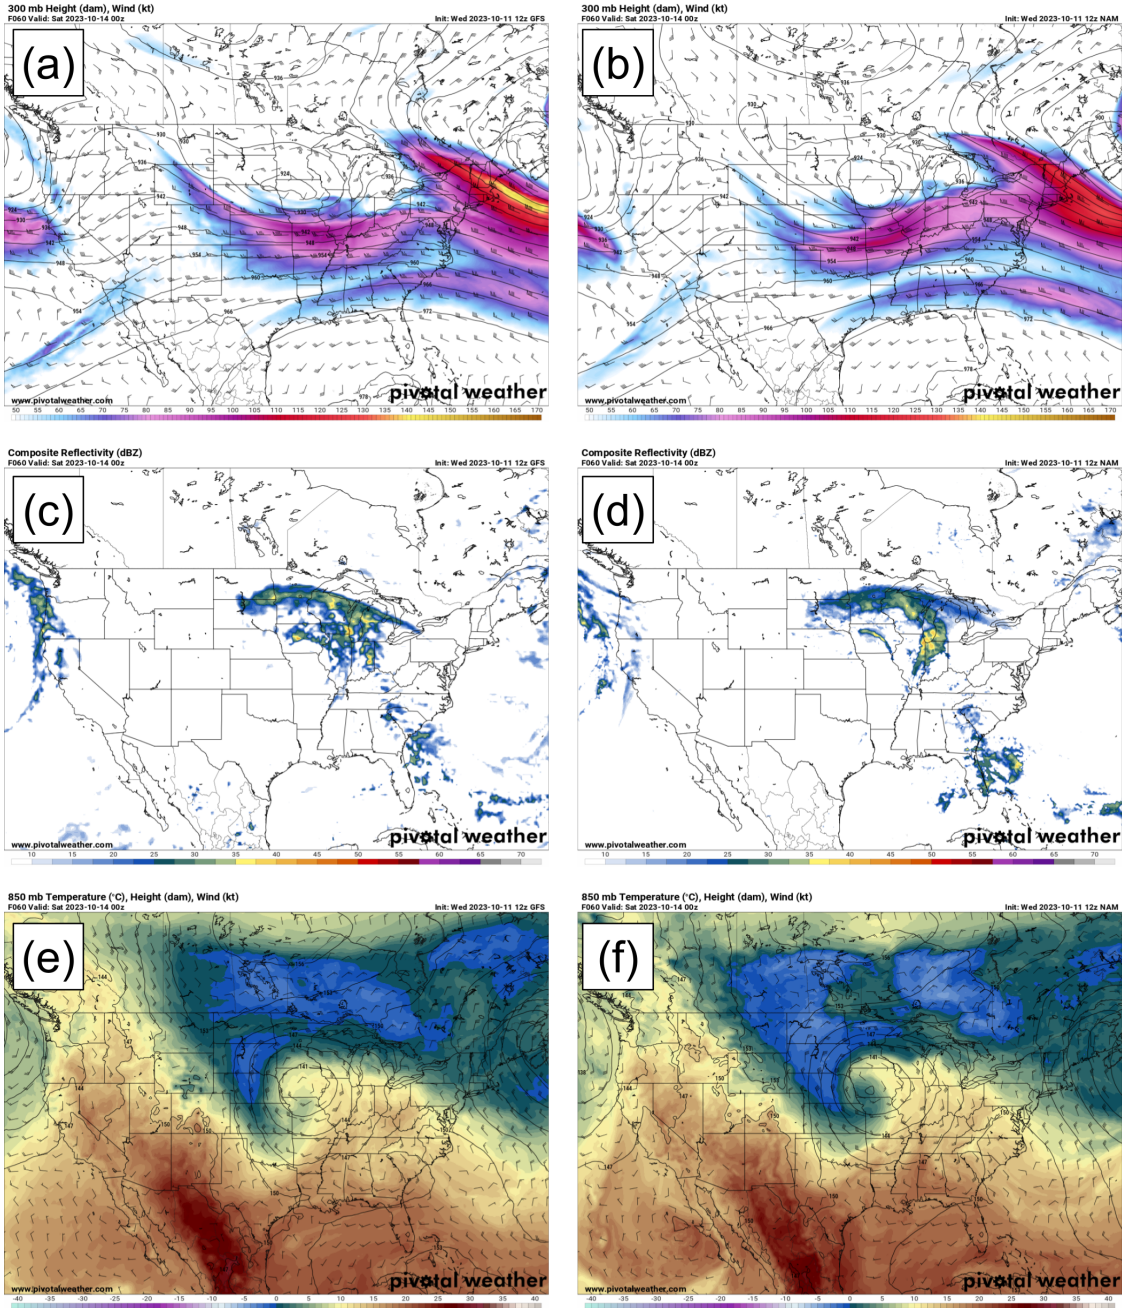 300 mb Height (dam), Wind (kt)
F060 Valid: Sat 2023-10-14 00z
Init: Wed 2023-10-11 12z GFS
(a)
www.pivotalweather.com
pivotal weather
50 55 60 65 70 75 80 85 90 95 100 105 110 115 120 125 130 135 140 145 150 155 160 165 170
300 mb Height (dam), Wind (kt)
F060 Valid: Sat 2023-10-14 00z
Init: Wed 2023-10-11 12z NAM
(b)
www.pivotalweather.com
pivotal weather
50 55 60 65 70 75 80 85 90 95 100 105 110 115 120 125 130 135 140 145 150 155 160 165 170
Composite Reflectivity (dBZ)
F060 Valid: Sat 2023-10-14 00z
Init: Wed 2023-10-11 12z GFS
(c)
www.pivotalweather.com
pivotal weather
10 15 20 25 30 35 40 45 50 55 60 65 70
Composite Reflectivity (dBZ)
F060 Valid: Sat 2023-10-14 00z
Init: Wed 2023-10-11 12z NAM
(d)
www.pivotalweather.com
pivotal weather
10 15 20 25 30 35 40 45 50 55 60 65 70
850 mb Temperature (°C), Height (dam), Wind (kt)
F060 Valid: Sat 2023-10-14 00z
Init: Wed 2023-10-11 12z GFS
(e)
www.pivotalweather.com
pivotal weather
-40 -35 -30 -25 -20 -15 -10 -5 0 5 10 15 20 25 30 35 40
850 mb Temperature (°C), Height (dam), Wind (kt)
F060 Valid: Sat 2023-10-14 00z
Init: Wed 2023-10-11 12z NAM
(f)
www.pivotalweather.com
pivotal weather
-40 -35 -30 -25 -20 -15 -10 -5 0 5 10 15 20 25 30 35 40